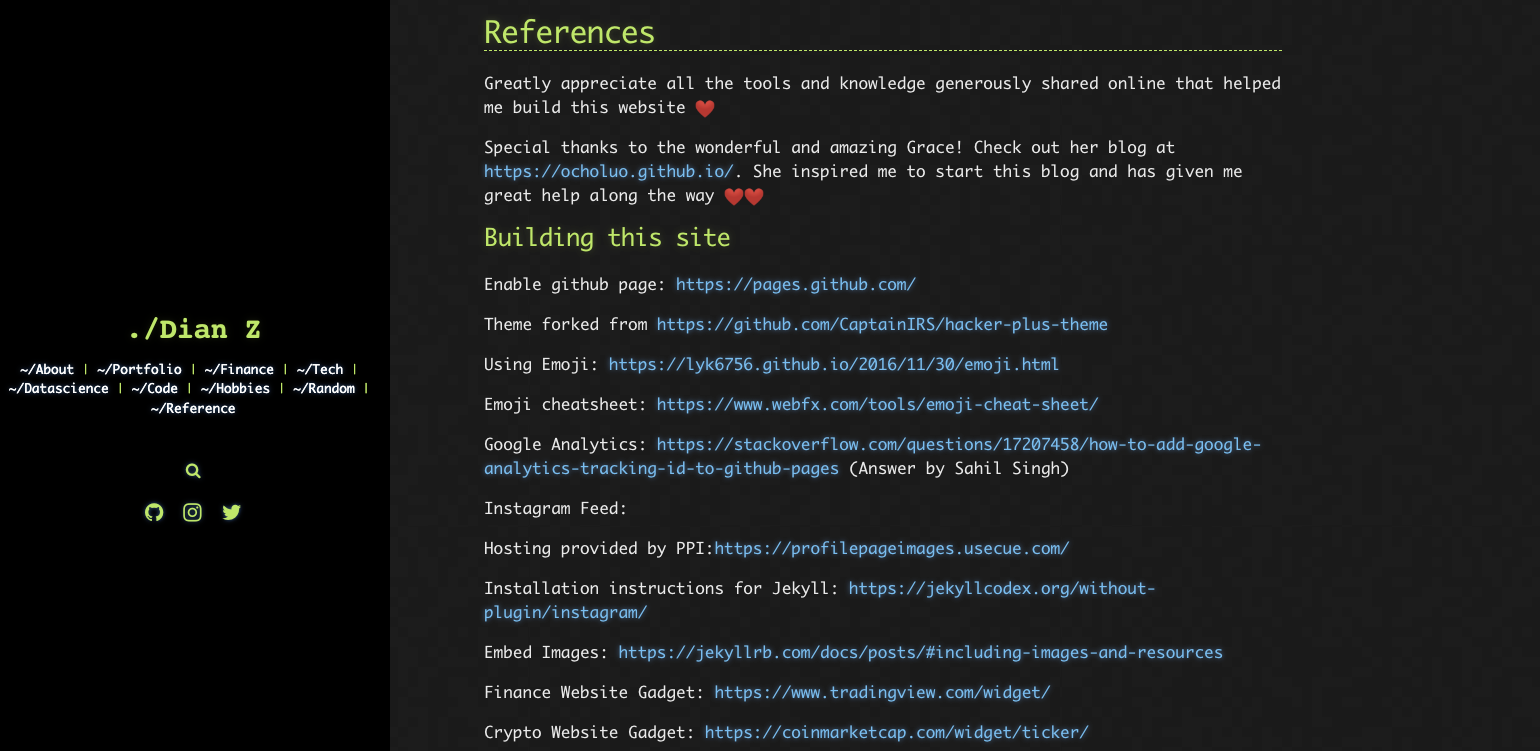 ./Dian Z
~/About | ~/Portfolio | ~/Finance | ~/Tech |
~/Datascience | ~/Code | ~/Hobbies | ~/Random |
~/Reference
References
Greatly appreciate all the tools and knowledge generously shared online that helped
me build this website ❤️
Special thanks to the wonderful and amazing Grace! Check out her blog at
https://ocholuo.github.io/. She inspired me to start this blog and has given me
great help along the way ❤️❤️
Building this site
Enable github page: https://pages.github.com/
Theme forked from https://github.com/CaptainIRS/hacker-plus-theme
Using Emoji: https://lyk6756.github.io/2016/11/30/emoji.html
Emoji cheatsheet: https://www.webfx.com/tools/emoji-cheat-sheet/
Google Analytics: https://stackoverflow.com/questions/17207458/how-to-add-google-
analytics-tracking-id-to-github-pages (Answer by Sahil Singh)
Instagram Feed:
Hosting provided by PPI:https://profilepageimages.usecue.com/
Installation instructions for Jekyll: https://jekyllcodex.org/without-
plugin/instagram/
Embed Images: https://jekyllrb.com/docs/posts/#including-images-and-resources
Finance Website Gadget: https://www.tradingview.com/widget/
Crypto Website Gadget: https://coinmarketcap.com/widget/ticker/